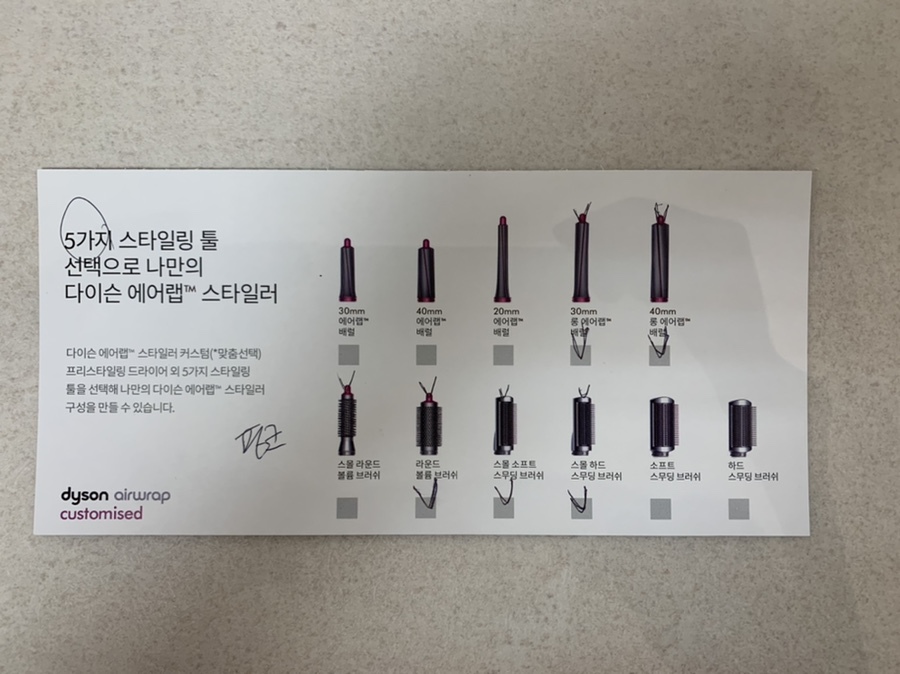 5가지 스타일링 툴
선택으로 나만의
다이슨 에어랩™ 스타일러
다이슨 에어랩™ 스타일러 커스텀(*맞춤선택)
프리스타일링 드라이어 외 5가지 스타일링
툴을 선택해 나만의 다이슨 에어랩™ 스타일러
구성을 만들 수 있습니다.
핑군
dyson airwrap
customised
30mm
에어랩™
배럴
40mm
에어랩™
배럴
20mm
에어랩™
배럴
30mm
롱 에어랩™
배럴
40mm
롱 에어랩™
배럴
스몰 라운드
볼륨 브러쉬
라운드
볼륨 브러쉬
스몰 소프트
스무딩 브러쉬
스몰 하드
스무딩 브러쉬
소프트
스무딩 브러쉬
하드
스무딩 브러쉬